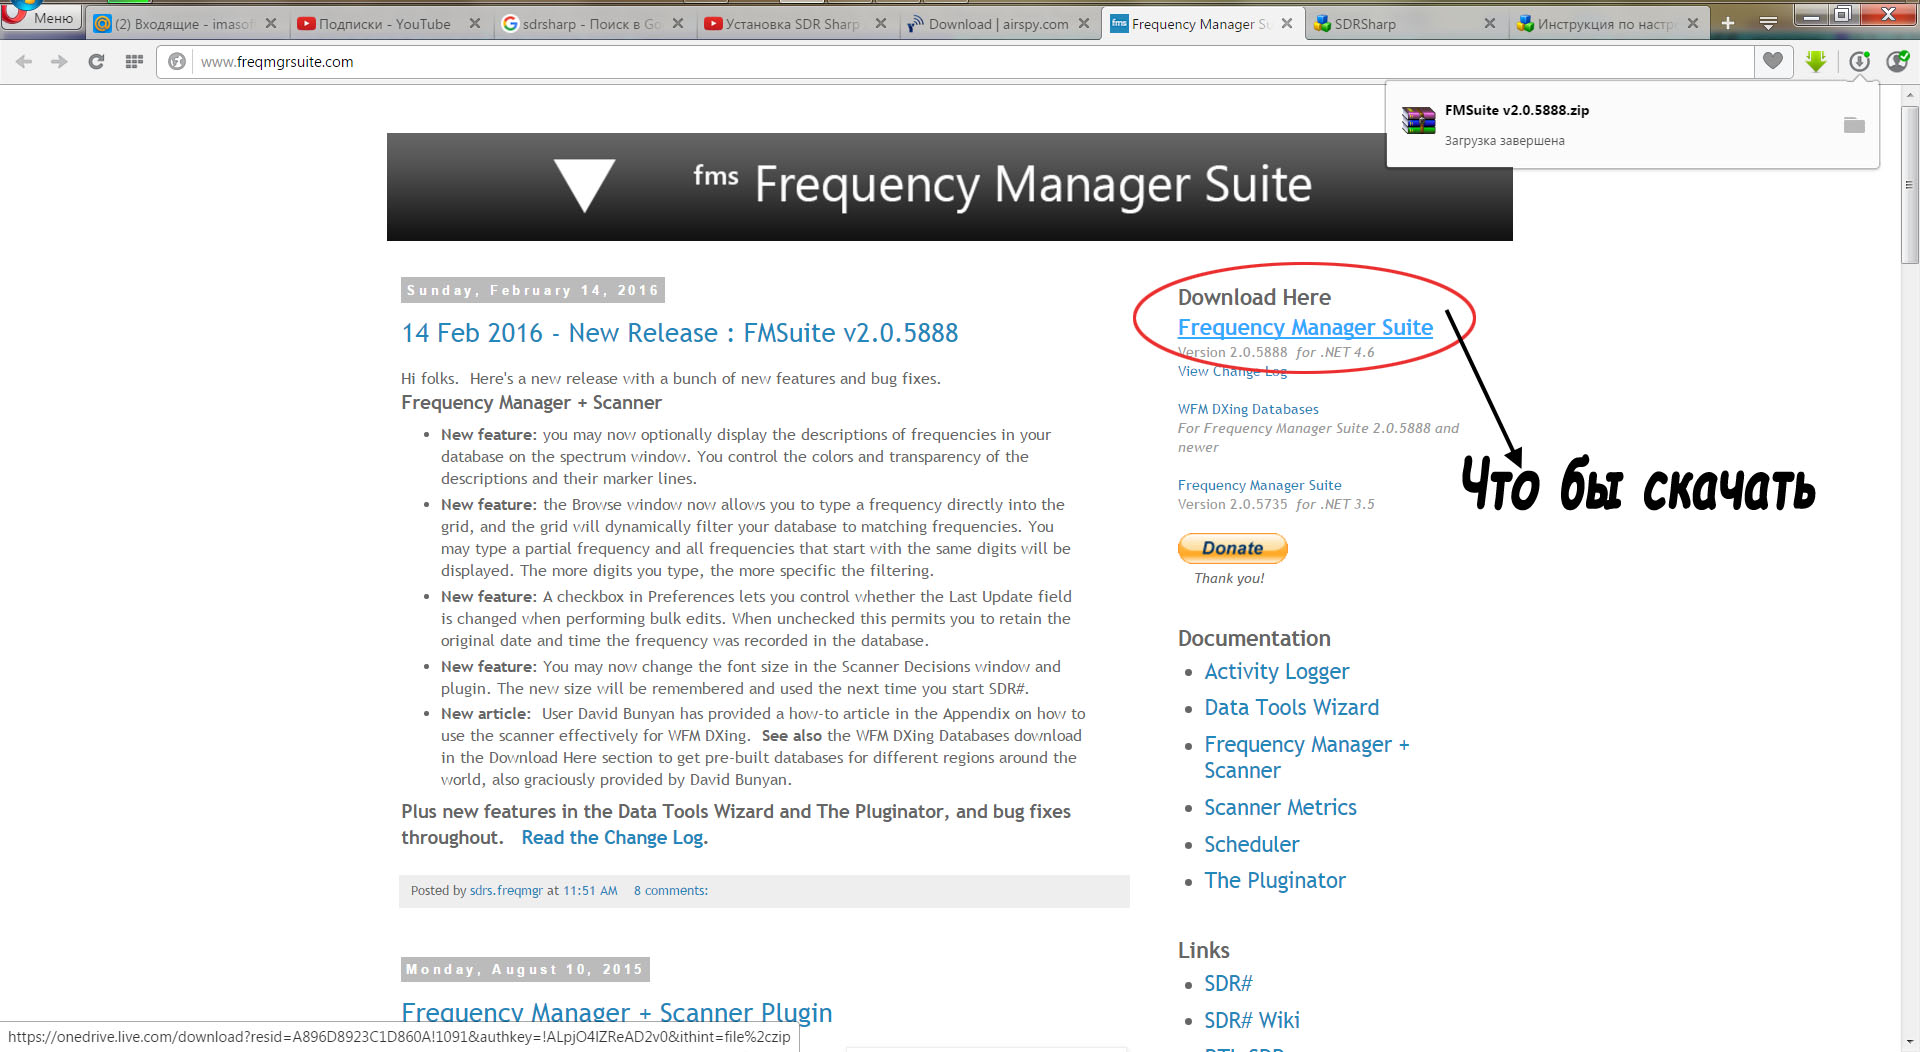 Меню
(2) Входящие - imasof
Подписки - YouTube
sdrsharp - Поиск в Go
Установка SDR Sharp
Download | airspy.com
Frequency Manager Su
SDRSharp
Инструкция по настр
www.freqmgrsuite.com
FMSuite v2.0.5888.zip
Загрузка завершена
fms Frequency Manager Suite
Sunday, February 14, 2016
14 Feb 2016 - New Release : FMSuite v2.0.5888
Hi folks. Here's a new release with a bunch of new features and bug fixes.
Frequency Manager + Scanner
• New feature: you may now optionally display the descriptions of frequencies in your
database on the spectrum window. You control the colors and transparency of the
descriptions and their marker lines.
• New feature: the Browse window now allows you to type a frequency directly into the
grid, and the grid will dynamically filter your database to matching frequencies. You
may type a partial frequency and all frequencies that start with the same digits will be
displayed. The more digits you type, the more specific the filtering.
• New feature: A checkbox in Preferences lets you control whether the Last Update field
is changed when performing bulk edits. When unchecked this permits you to retain the
original date and time the frequency was recorded in the database.
• New feature: You may now change the font size in the Scanner Decisions window and
plugin. The new size will be remembered and used the next time you start SDR#.
• New article: User David Bunyan has provided a how-to article in the Appendix on how to
use the scanner effectively for WFM DXing. See also the WFM DXing Databases download
in the Download Here section to get pre-built databases for different regions around the
world, also graciously provided by David Bunyan.
Plus new features in the Data Tools Wizard and The Pluginator, and bug fixes
throughout. Read the Change Log.
Posted by sdrs.freqmgr at 11:51 AM 8 comments:
Monday, August 10, 2015
Frequency Manager + Scanner Plugin
Download Here
Frequency Manager Suite
Version 2.0.5888 for .NET 4.6
View Change Log
WFM DXing Databases
For Frequency Manager Suite 2.0.5888 and
newer
Frequency Manager Suite
Version 2.0.5735 for .NET 3.5
Что бы скачать
Donate
Thank you!
Documentation
• Activity Logger
• Data Tools Wizard
• Frequency Manager +
Scanner
• Scanner Metrics
• Scheduler
• The Pluginator
Links
• SDR#
• SDR# Wiki
• RTL-SDR
https://onedrive.live.com/download?resid=A896D8923C1D860A!1091&authkey=!ALpjO4IZReAD2v0&ithint=file%2czip